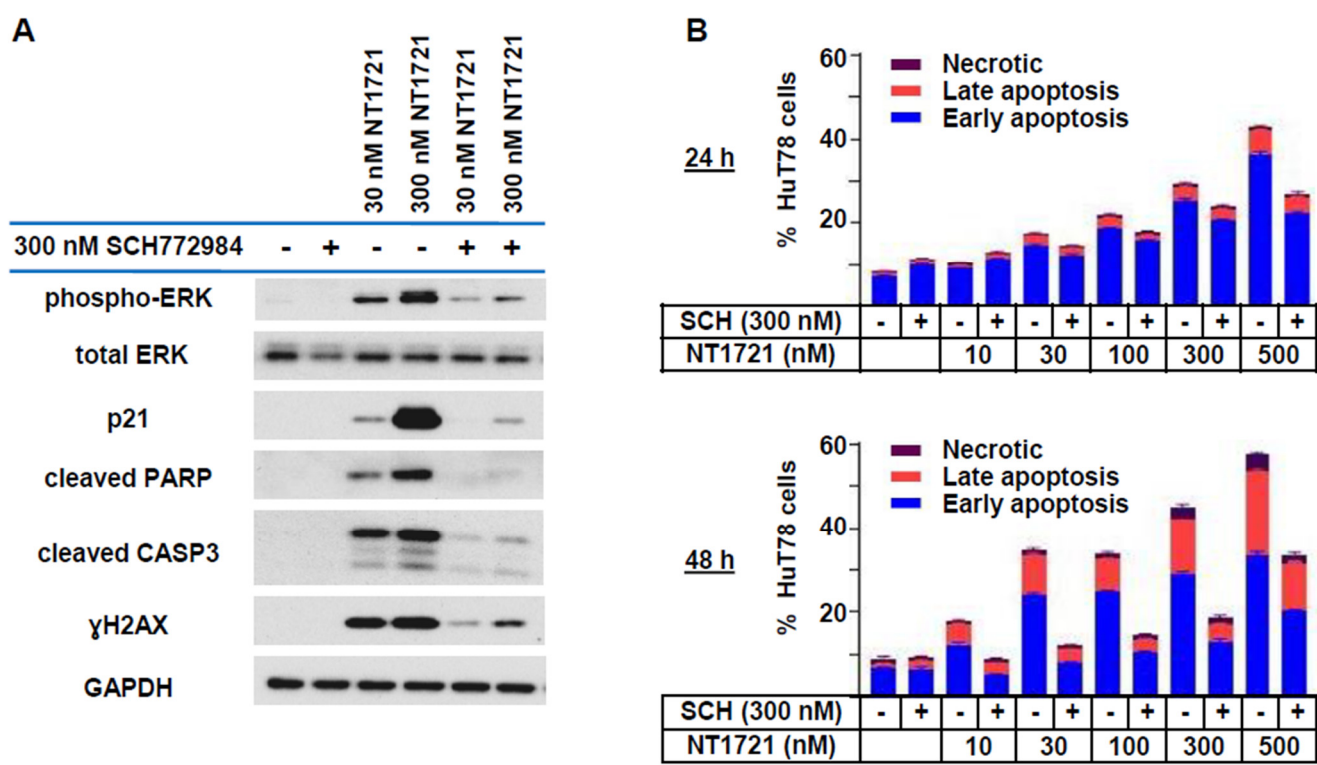 A
30 nM NT1721
300 nM NT1721
30 nM NT1721
300 nM NT1721
300 nM SCH772984 - + - - + +
phospho-ERK
total ERK
p21
cleaved PARP
cleaved CASP3
ɣH2AX
GAPDH
B
24 h
% HuT78 cells
60
40
20
Necrotic
Late apoptosis
Early apoptosis
SCH (300 nM) - + - + - + - + - + - +
NT1721 (nM) 10 30 100 300 500
48 h
% HuT78 cells
60
40
20
Necrotic
Late apoptosis
Early apoptosis
SCH (300 nM) - + - + - + - + - + - +
NT1721 (nM) 10 30 100 300 500